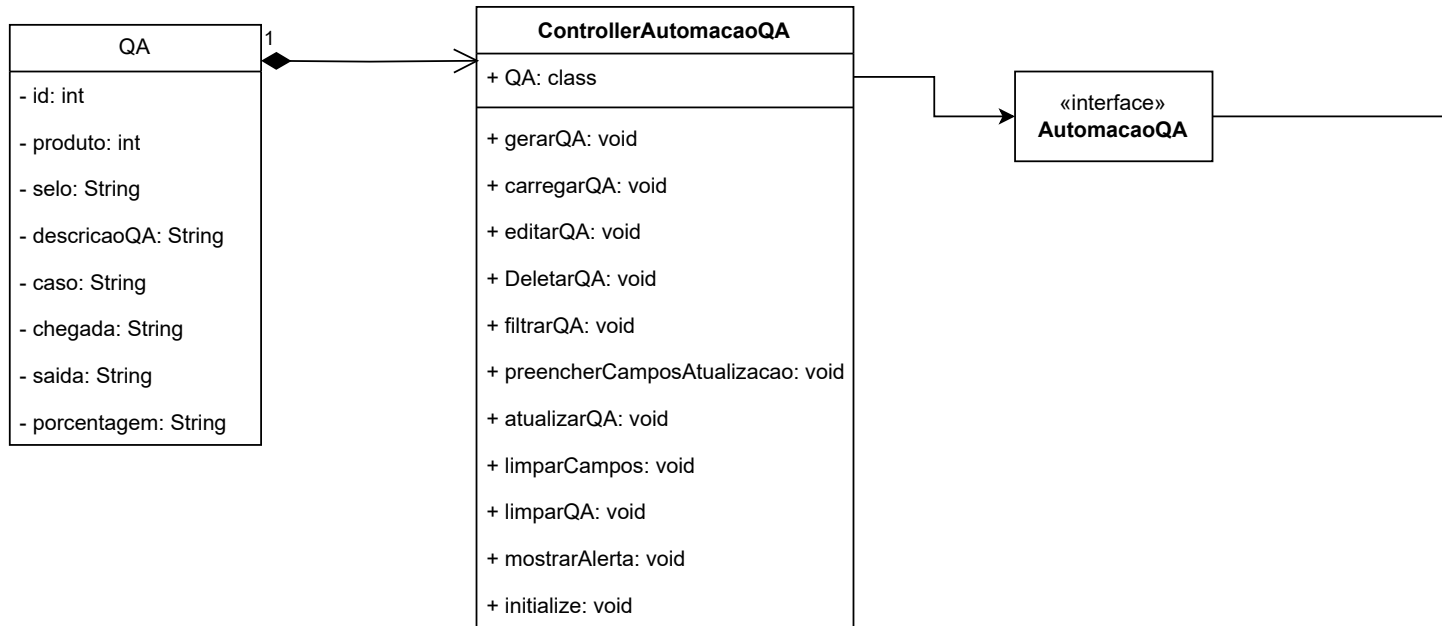 QA
- id: int
- produto: int
- selo: String
- descricaoQA: String
- caso: String
- chegada: String
- saida: String
- porcentagem: String
1
ControllerAutomacaoQA
+ QA: class
+ gerarQA: void
+ carregarQA: void
+ editarQA: void
+ DeletarQA: void
+ filtrarQA: void
+ preencherCamposAtualizacao: void
+ atualizarQA: void
+ limparCampos: void
+ limparQA: void
+ mostrarAlerta: void
+ initialize: void
«interface»
AutomacaoQA